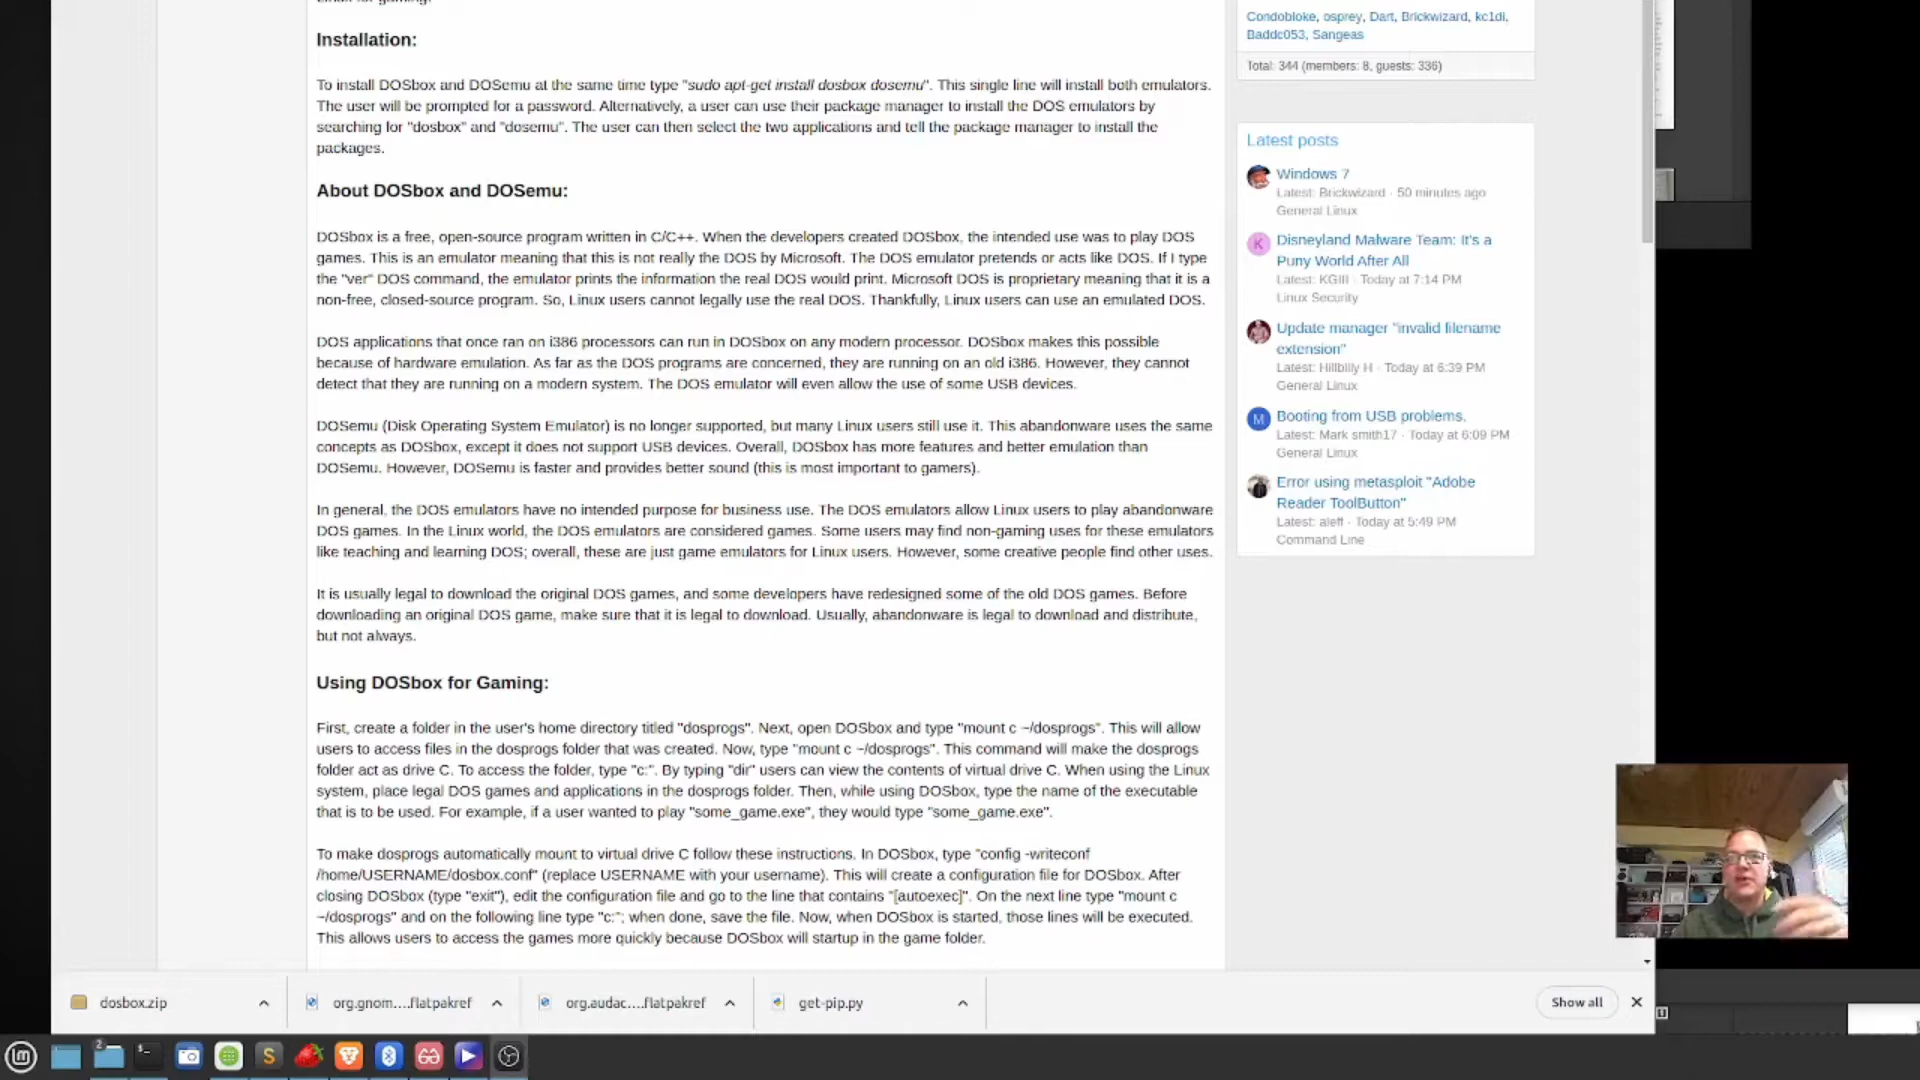 Installation:
To install DOSbox and DOSemu at the same time type "sudo apt-get install dosbox dosemu". This single line will install both emulators.
The user will be prompted for a password. Alternatively, a user can use their package manager to install the DOS emulators by
searching for "dosbox" and "dosemu". The user can then select the two applications and tell the package manager to install the
packages.
About DOSbox and DOSemu:
DOSbox is a free, open-source program written in C/C++. When the developers created DOSbox, the intended use was to play DOS
games. This is an emulator meaning that this is not really the DOS by Microsoft. The DOS emulator pretends or acts like DOS. If I type
the "ver" DOS command, the emulator prints the information the real DOS would print. Microsoft DOS is proprietary meaning that it is a
non-free, closed-source program. So, Linux users cannot legally use the real DOS. Thankfully, Linux users can use an emulated DOS.
DOS applications that once ran on i386 processors can run in DOSbox on any modern processor. DOSbox makes this possible
because of hardware emulation. As far as the DOS programs are concerned, they are running on an old i386. However, they cannot
detect that they are running on a modern system. The DOS emulator will even allow the use of some USB devices.
DOSemu (Disk Operating System Emulator) is no longer supported, but many Linux users still use it. This abandonware uses the same
concepts as DOSbox, except it does not support USB devices. Overall, DOSbox has more features and better emulation than
DOSemu. However, DOSemu is faster and provides better sound (this is most important to gamers).
In general, the DOS emulators have no intended purpose for business use. The DOS emulators allow Linux users to play abandonware
DOS games. In the Linux world, the DOS emulators are considered games. Some users may find non-gaming uses for these emulators
like teaching and learning DOS; overall, these are just game emulators for Linux users. However, some creative people find other uses.
It is usually legal to download the original DOS games, and some developers have redesigned some of the old DOS games. Before
downloading an original DOS game, make sure that it is legal to download. Usually, abandonware is legal to download and distribute,
but not always.
Using DOSbox for Gaming:
First, create a folder in the user's home directory titled "dosprogs". Next, open DOSbox and type "mount c ~/dosprogs". This will allow
users to access files in the dosprogs folder that was created. Now, type "mount c ~/dosprogs". This command will make the dosprogs
folder act as drive C. To access the folder, type "c:". By typing "dir" users can view the contents of virtual drive C. When using the Linux
system, place legal DOS games and applications in the dosprogs folder. Then, while using DOSbox, type the name of the executable
that is to be used. For example, if a user wanted to play "some_game.exe", they would type "some_game.exe".
To make dosprogs automatically mount to virtual drive C follow these instructions. In DOSbox, type "config -writeconf
/home/USERNAME/dosbox.conf" (replace USERNAME with your username). This will create a configuration file for DOSbox. After
closing DOSbox (type "exit"), edit the configuration file and go to the line that contains "[autoexec]". On the next line type "mount c
~/dosprogs" and on the following line type "c:"; when done, save the file. Now, when DOSbox is started, those lines will be executed.
This allows users to access the games more quickly because DOSbox will startup in the game folder.
Condobloke, osprey, Dart, Brickwizard, kc1di,
Baddc053, Sangeas
Total: 344 (members: 8, guests: 336)
Latest posts
Windows 7
Latest: Brickwizard · 50 minutes ago
General Linux
K
Disneyland Malware Team: It's a
Puny World After All
Latest: KGIII · Today at 7:14 PM
Linux Security
Update manager "invalid filename
extension"
Latest: Hillbilly H · Today at 6:39 PM
General Linux
M
Booting from USB problems.
Latest: Mark smith17 · Today at 6:09 PM
General Linux
Error using metasploit "Adobe
Reader ToolButton"
Latest: aleff · Today at 5:49 PM
Command Line
dosbox.zip
org.gnom....flatpakref
org.audac....flatpakref
get-pip.py
Show all
2
S